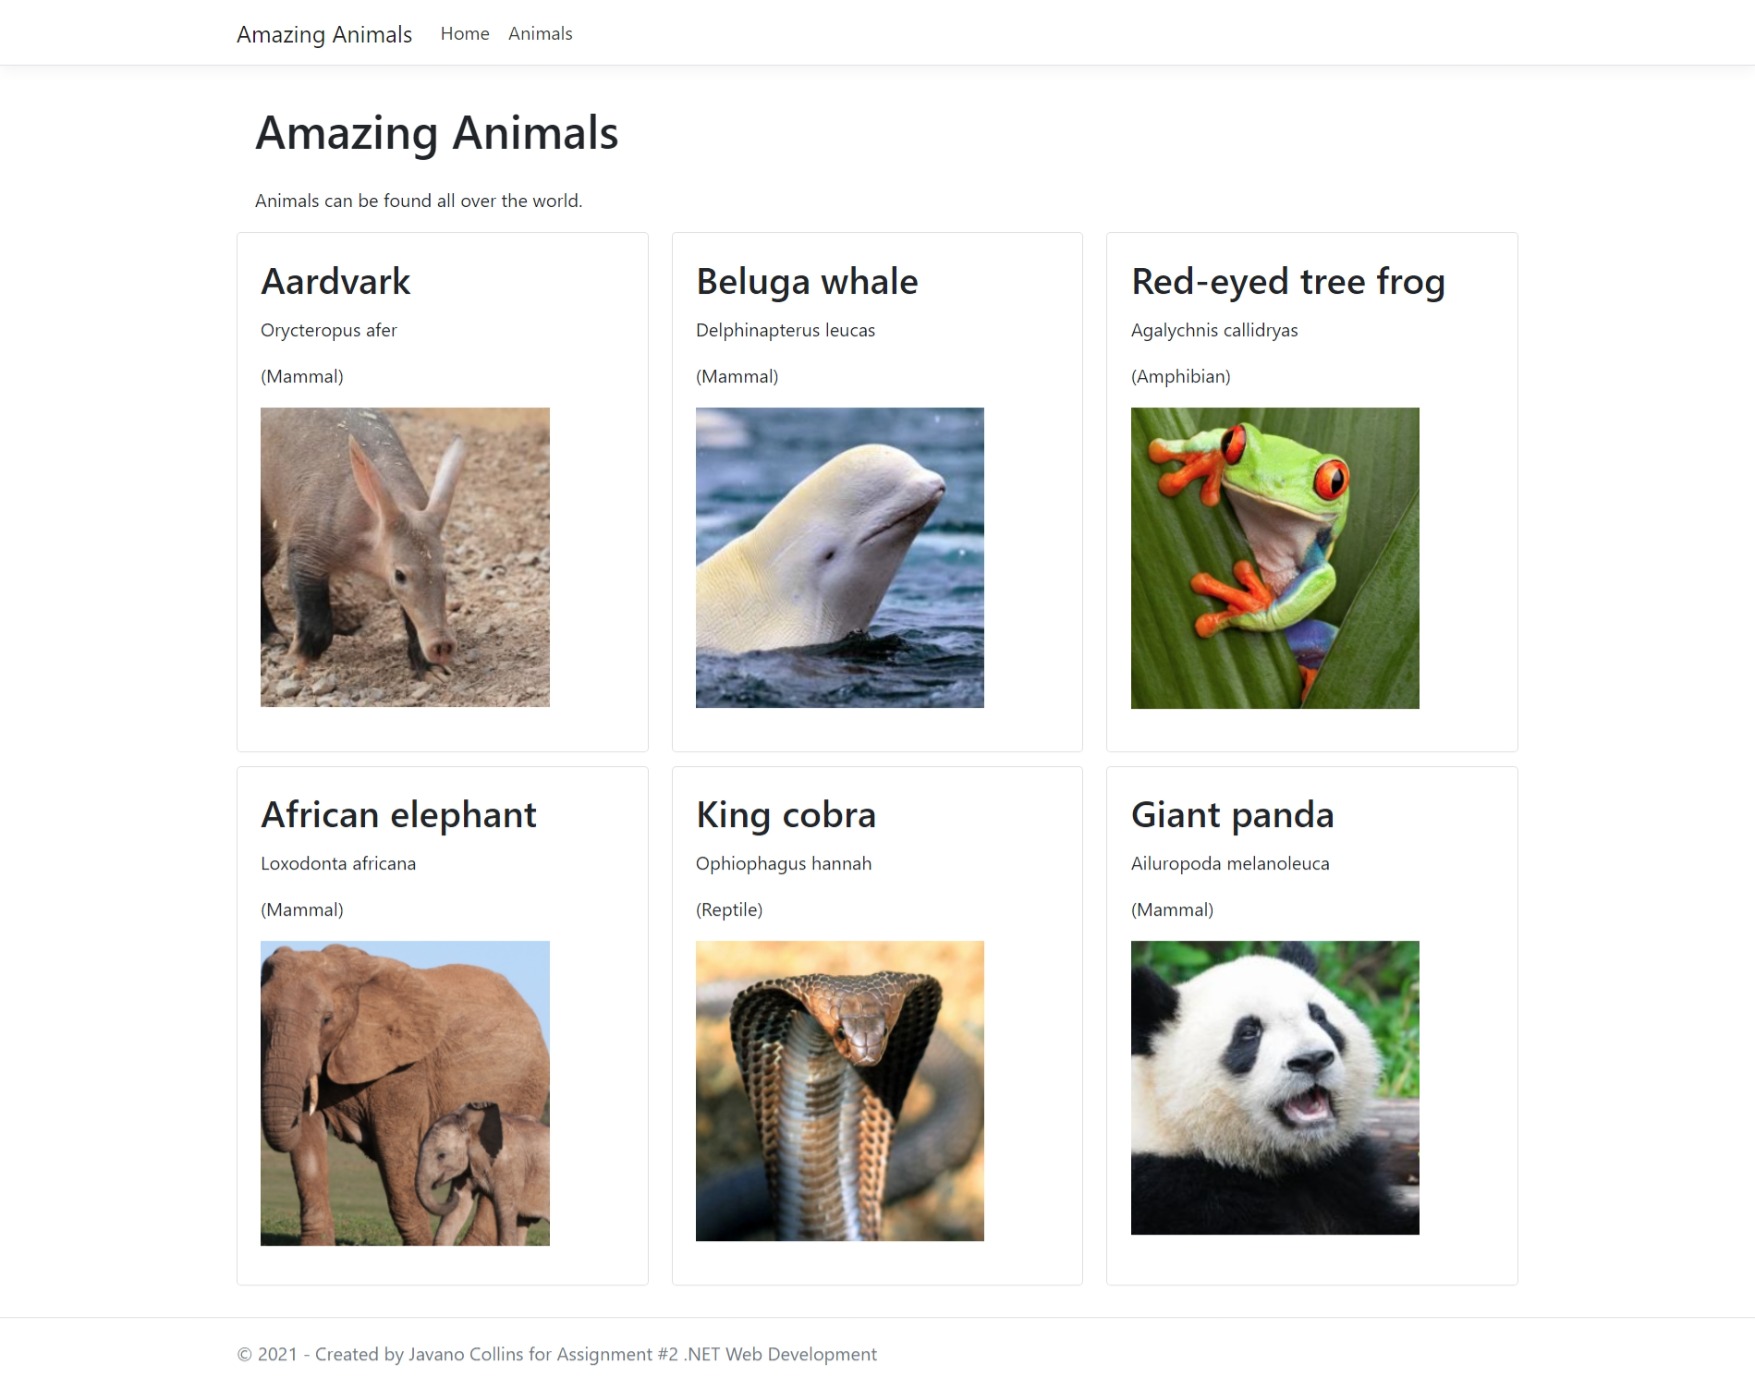 Amazing Animals Home Animals
Amazing Animals
Animals can be found all over the world.
Aardvark
Orycteropus afer
(Mammal)
Beluga whale
Delphinapterus leucas
(Mammal)
Red-eyed tree frog
Agalychnis callidryas
(Amphibian)
African elephant
Loxodonta africana
(Mammal)
King cobra
Ophiophagus hannah
(Reptile)
Giant panda
Ailuropoda melanoleuca
(Mammal)
© 2021 - Created by Javano Collins for Assignment #2 .NET Web Development